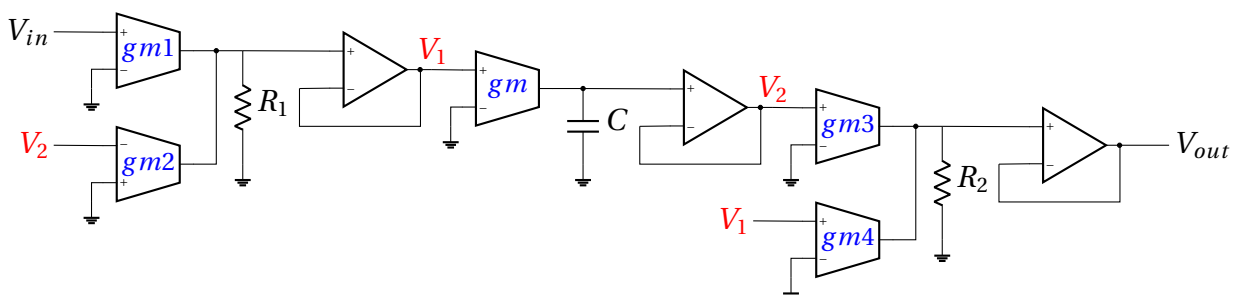 V_in
+
−
gm1
V_2
−
+
gm2
R_1
+
−
V_1
+
−
gm
C
+
−
V_2
+
−
gm3
V_1
+
−
gm4
R_2
+
−
V_out